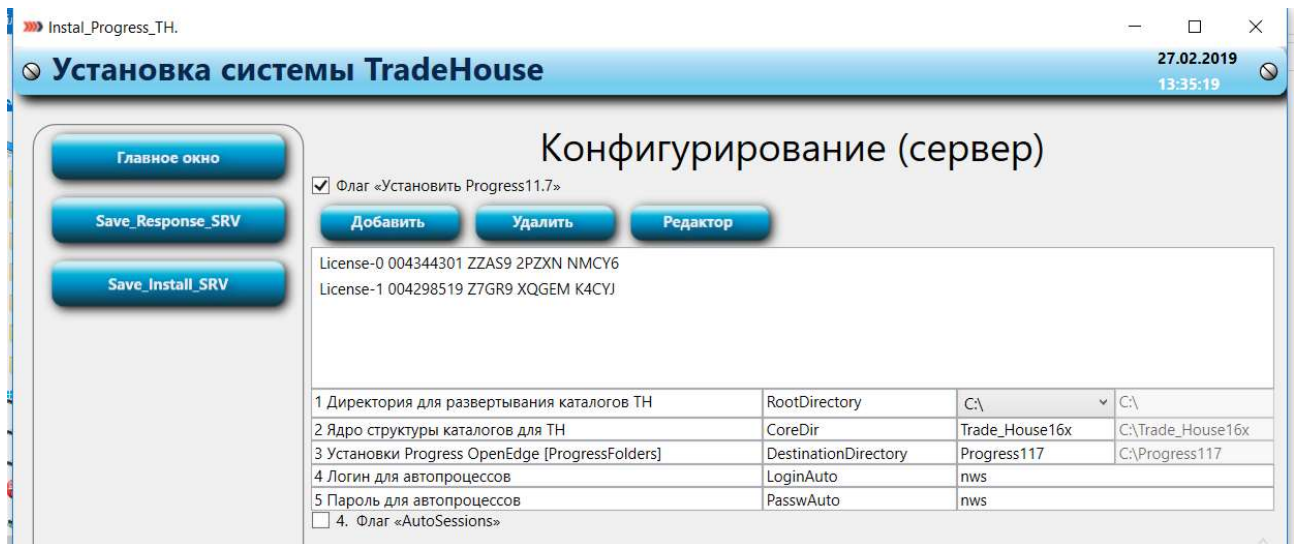 Instal_Progress_TH.
Установка системы TradeHouse
27.02.2019
13:35:19
Главное окно
Save_Response_SRV
Save_Install_SRV
Конфигурирование (сервер)
Флаг «Установить Progress11.7»
Добавить Удалить Редактор
License-0 004344301 ZZAS9 2PZXN NMCY6
License-1 004298519 Z7GR9 XQGEM K4CYJ
1 Директория для развертывания каталогов TH RootDirectory C:\ C:\
2 Ядро структуры каталогов для TH CoreDir Trade_House16x C:\Trade_House16x
3 Установки Progress OpenEdge [ProgressFolders] DestinationDirectory Progress117 C:\Progress117
4 Логин для автопроцессов LoginAuto nws
5 Пароль для автопроцессов PasswAuto nws
4. Флаг «AutoSessions»